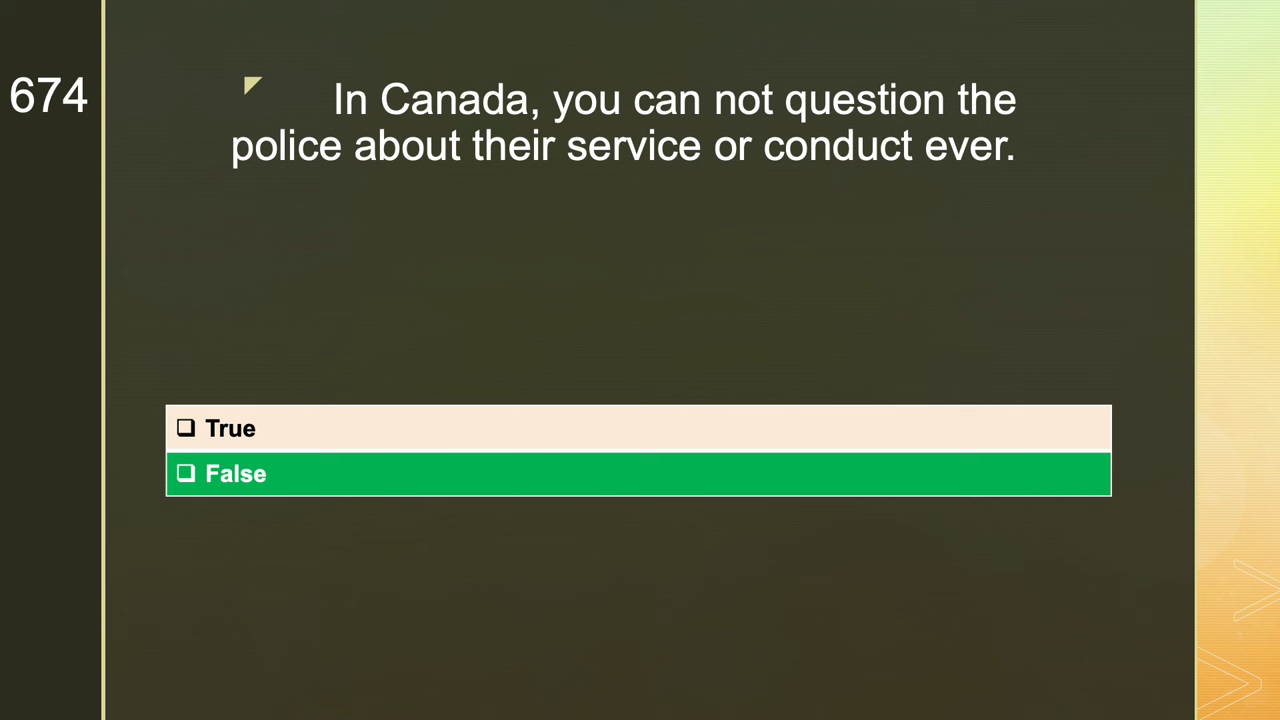 674
In Canada, you can not question the
police about their service or conduct ever.
❑ True
❑ False